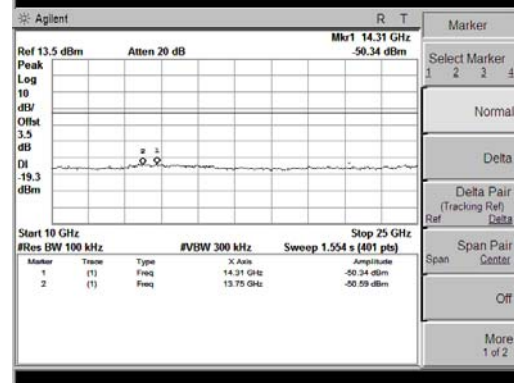 Agilent R T
Mkr1 14.31 GHz
Ref 13.5 dBm Atten 20 dB -50.34 dBm
Peak
Log
10
dB/
Offst
3.5
dB
DI
-19.3
dBm
2 1
Start 10 GHz Stop 25 GHz
#Res BW 100 kHz #VBW 300 kHz Sweep 1.554 s (401 pts)
Marker Trace Type X Axis Amplitude
1 (1) Freq 14.31 GHz -50.34 dBm
2 (1) Freq 13.75 GHz -50.59 dBm
Marker
Select Marker
1 2 3 4
Normal
Delta
Delta Pair
(Tracking Ref)
Ref Delta
Span Pair
Span Center
Off
More
1 of 2